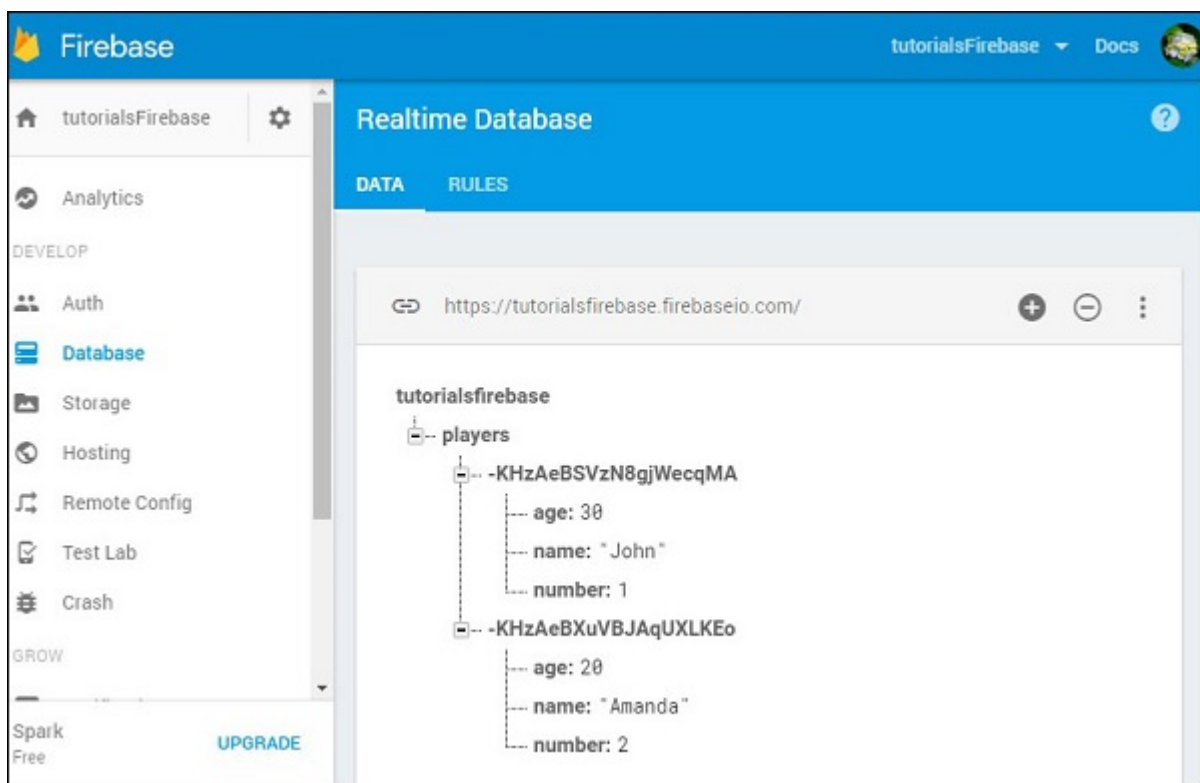 Firebase
tutorialsFirebase
Docs
tutorialsFirebase
Analytics
DEVELOP
Auth
Database
Storage
Hosting
Remote Config
Test Lab
Crash
GROW
Spark
Free
UPGRADE
Realtime Database
?
DATA RULES
https://tutorialsfirebase.firebaseio.com/
tutorialsfirebase
players
-KHzAeBSVzN8gjWecqMA
age: 30
name: "John"
number: 1
-KHzAeBXuVBJAqUXLKEo
age: 20
name: "Amanda"
number: 2